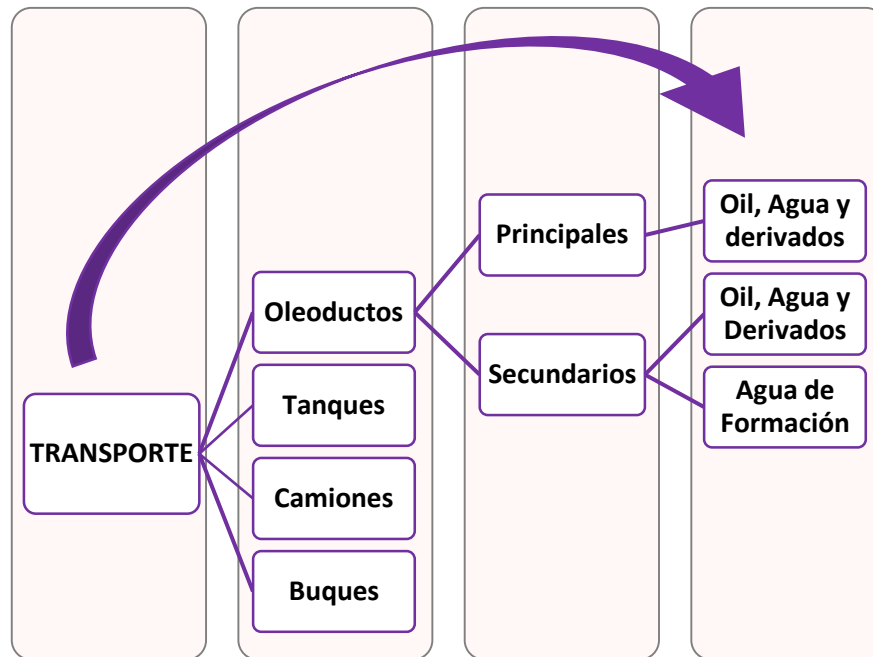 TRANSPORTE
Oleoductos
Tanques
Camiones
Buques
Principales
Secundarios
Oil, Agua y
derivados
Oil, Agua y
Derivados
Agua de
Formación